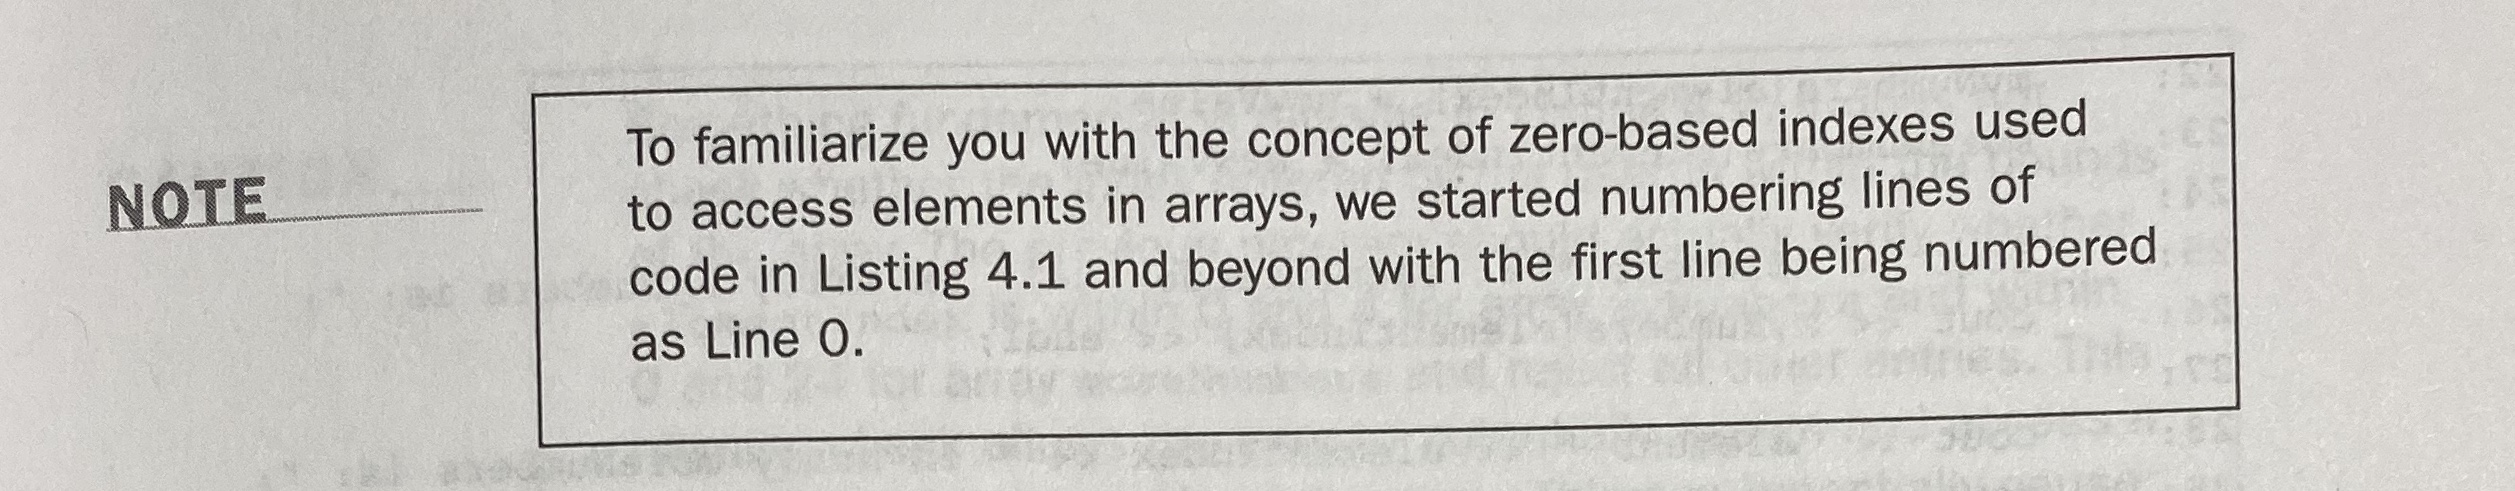 NOTE
To familiarize you with the concept of zero-based indexes used
to access elements in arrays, we started numbering lines of
code in Listing 4.1 and beyond with the first line being numbered
as Line 0.